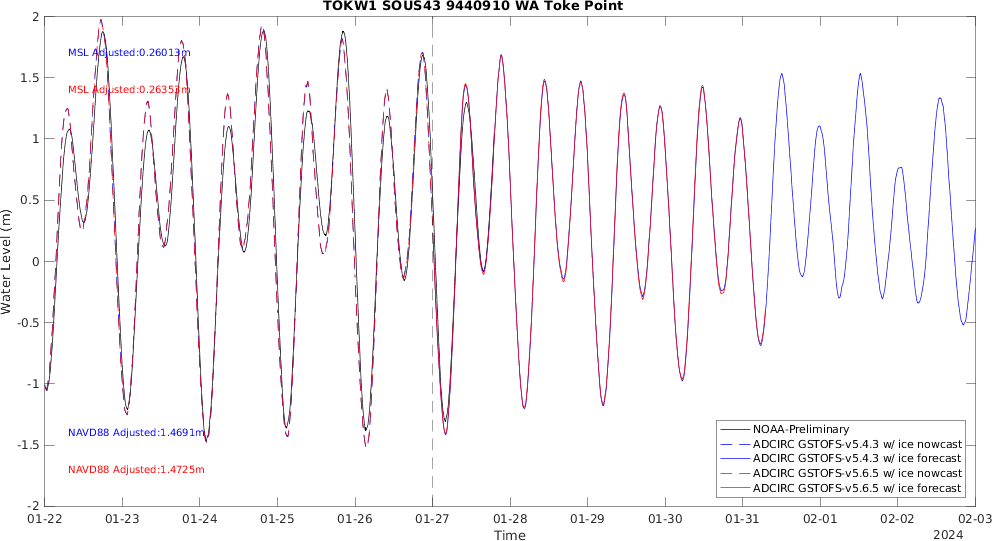 TOKW1 SOUS43 9440910 WA Toke Point
2
1.5
1
0.5
0
-0.5
-1
-1.5
-2
Water Level (m)
MSL Adjusted:0.26013m
MSL Adjusted:0.26353m
NAVD88 Adjusted:1.4691m
NAVD88 Adjusted:1.4725m
NOAA-Preliminary
ADCIRC GSTOFS-v5.4.3 w/ ice nowcast
ADCIRC GSTOFS-v5.4.3 w/ ice forecast
ADCIRC GSTOFS-v5.6.5 w/ ice nowcast
ADCIRC GSTOFS-v5.6.5 w/ ice forecast
01-22 01-23 01-24 01-25 01-26 01-27 01-28 01-29 01-30 01-31 02-01 02-02 02-03
Time
2024